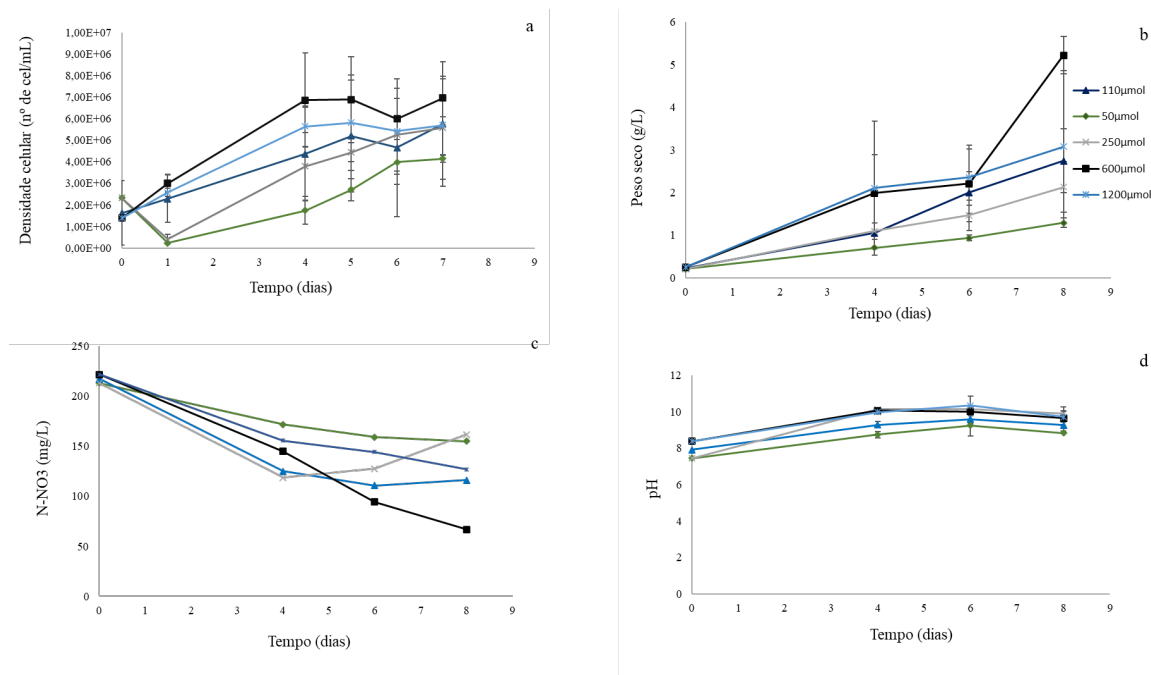 a
Densidade celular (nº de cel/mL)
1,00E+07
9,00E+06
8,00E+06
7,00E+06
6,00E+06
5,00E+06
4,00E+06
3,00E+06
2,00E+06
1,00E+06
0,00E+00
0 1 2 3 4 5 6 7 8 9
Tempo (dias)
b
Peso seco (g/L)
6
5
4
3
2
1
0
0 1 2 3 4 5 6 7 8 9
Tempo (dias)
110µmol
50µmol
250µmol
600µmol
1200µmol
c
N-NO3 (mg/L)
250
200
150
100
50
0
0 1 2 3 4 5 6 7 8 9
Tempo (dias)
d
pH
12
10
8
6
4
2
0
0 1 2 3 4 5 6 7 8 9
Tempo (dias)